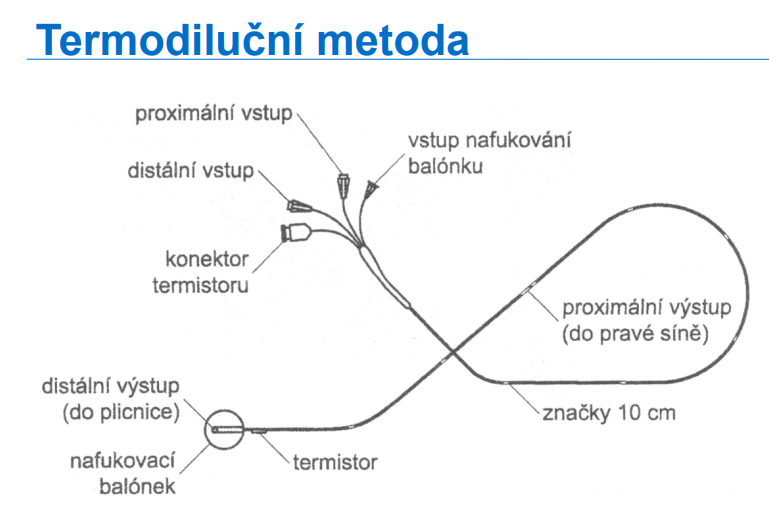 Termodiluční metoda
proximální vstup
vstup nafukování
balónku
distální vstup
konektor
termistoru
proximální výstup
(do pravé síně)
distální výstup
(do plicnice)
značky 10 cm
termistor
nafukovací
balónek